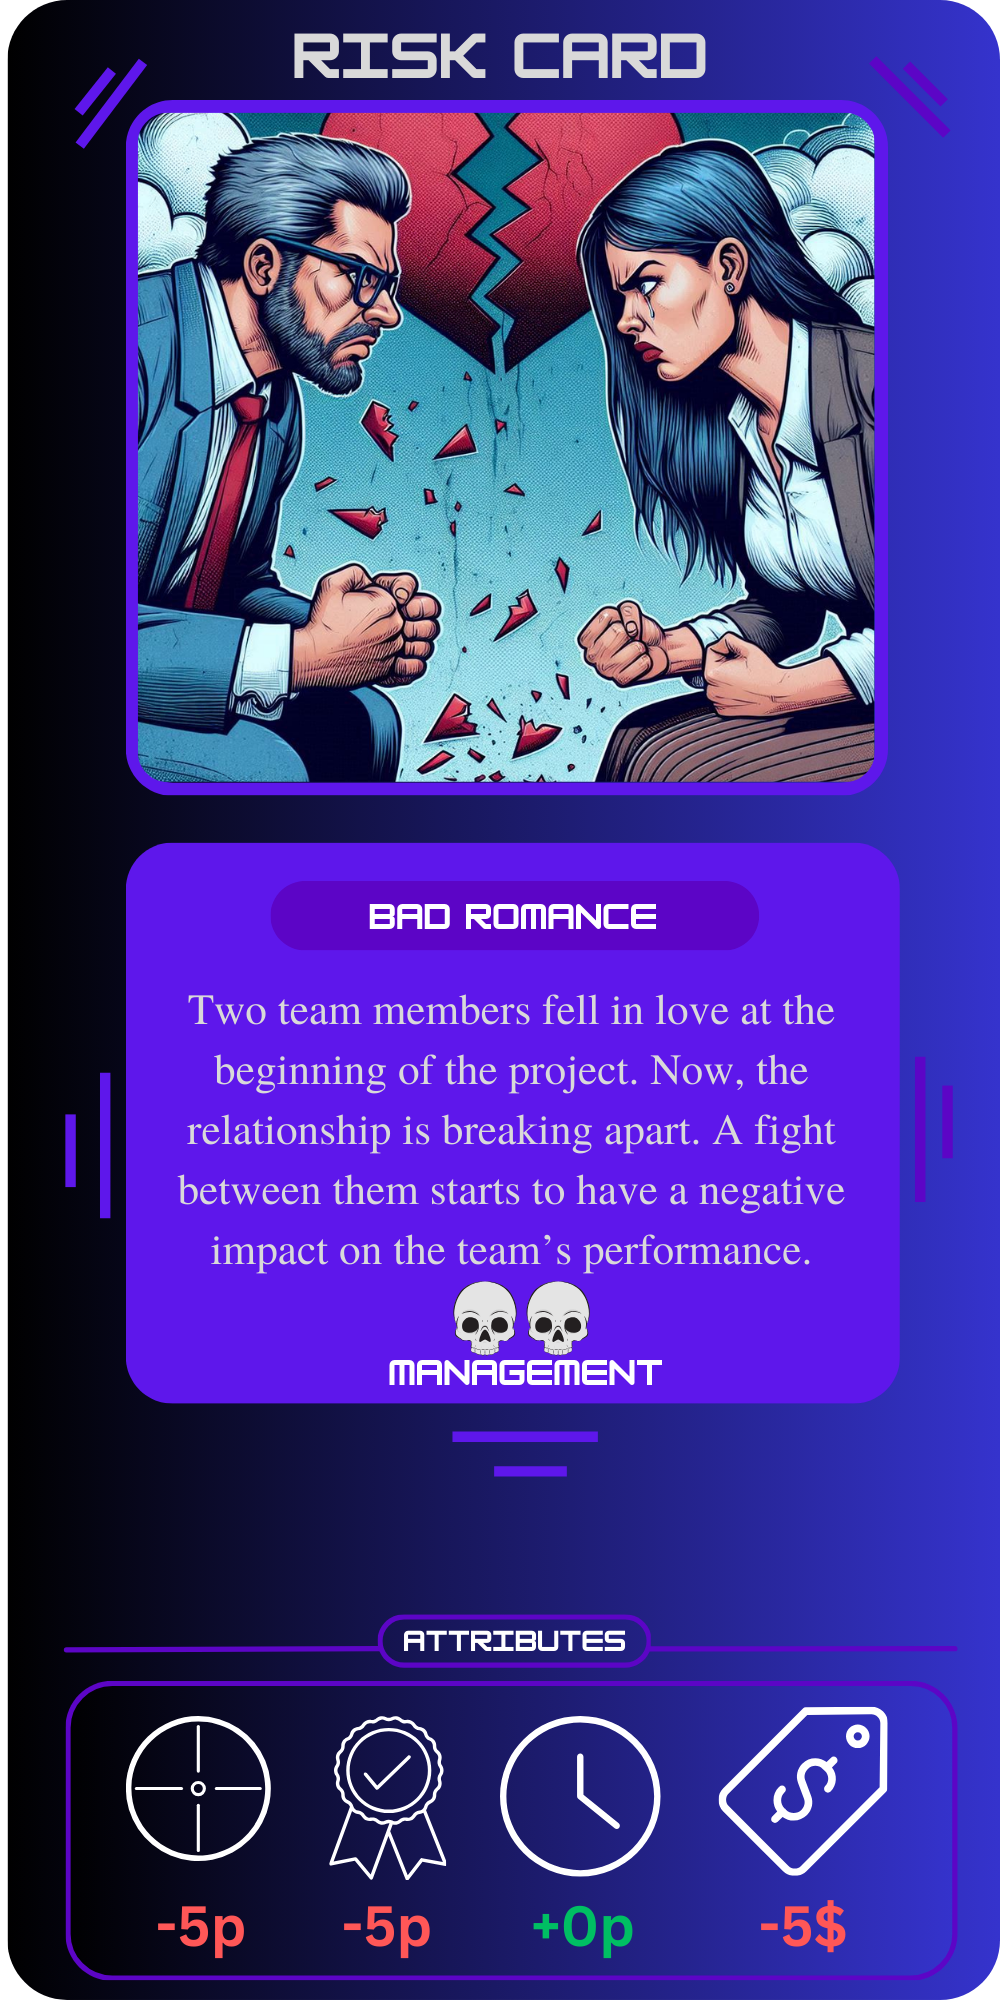 RISK CARD
BAD ROMANCE
Two team members fell in love at the
beginning of the project. Now, the
relationship is breaking apart. A fight
between them starts to have a negative
impact on the team’s performance.
MANAGEMENT
ATTRIBUTES
-5p -5p +0p -5$